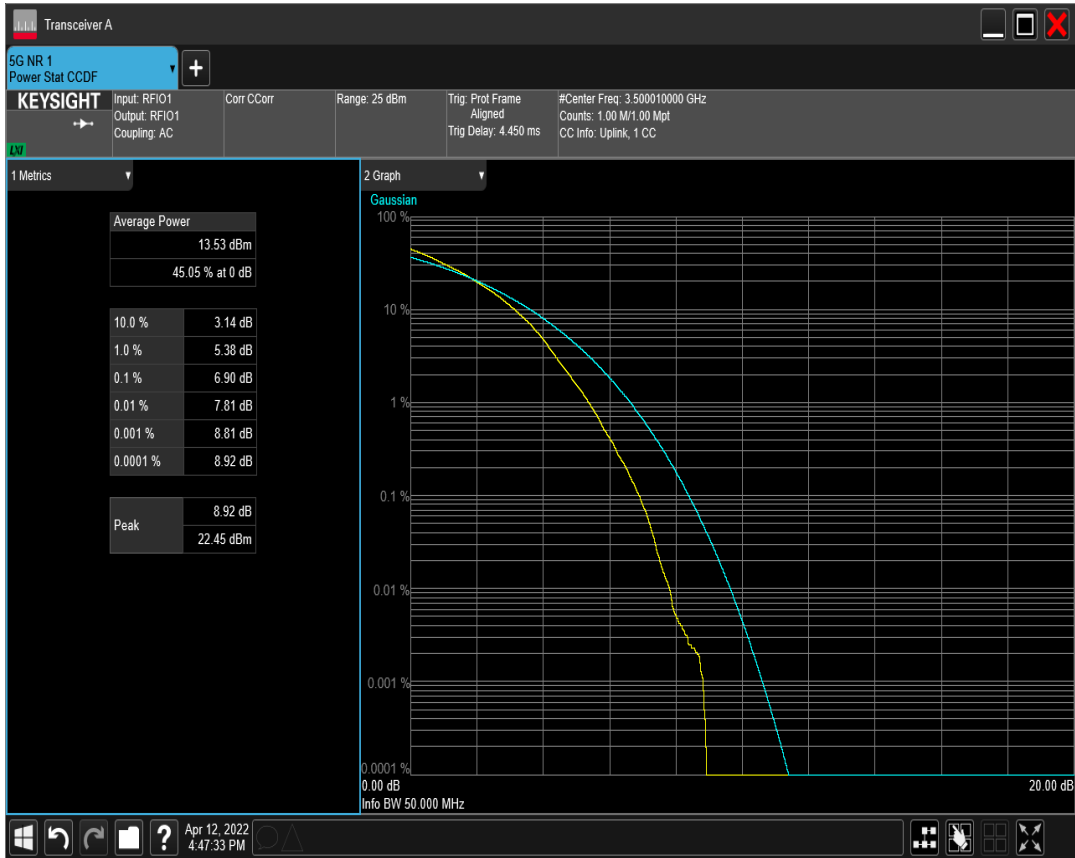 Transceiver A
5G NR 1
Power Stat CCDF
KEYSIGHT
LXI
Input: RFIO1
Output: RFIO1
Coupling: AC
Corr CCorr
Range: 25 dBm
Trig: Prot Frame
Aligned
Trig Delay: 4.450 ms
#Center Freq: 3.500010000 GHz
Counts: 1.00 M/1.00 Mpt
CC Info: Uplink, 1 CC
1 Metrics
Average Power
13.53 dBm
45.05 % at 0 dB
10.0 % 3.14 dB
1.0 % 5.38 dB
0.1 % 6.90 dB
0.01 % 7.81 dB
0.001 % 8.81 dB
0.0001 % 8.92 dB
Peak
8.92 dB
22.45 dBm
2 Graph
Gaussian
100 %
10 %
1 %
0.1 %
0.01 %
0.001 %
0.0001 %
0.00 dB 20.00 dB
Info BW 50.000 MHz
Apr 12, 2022
4:47:33 PM